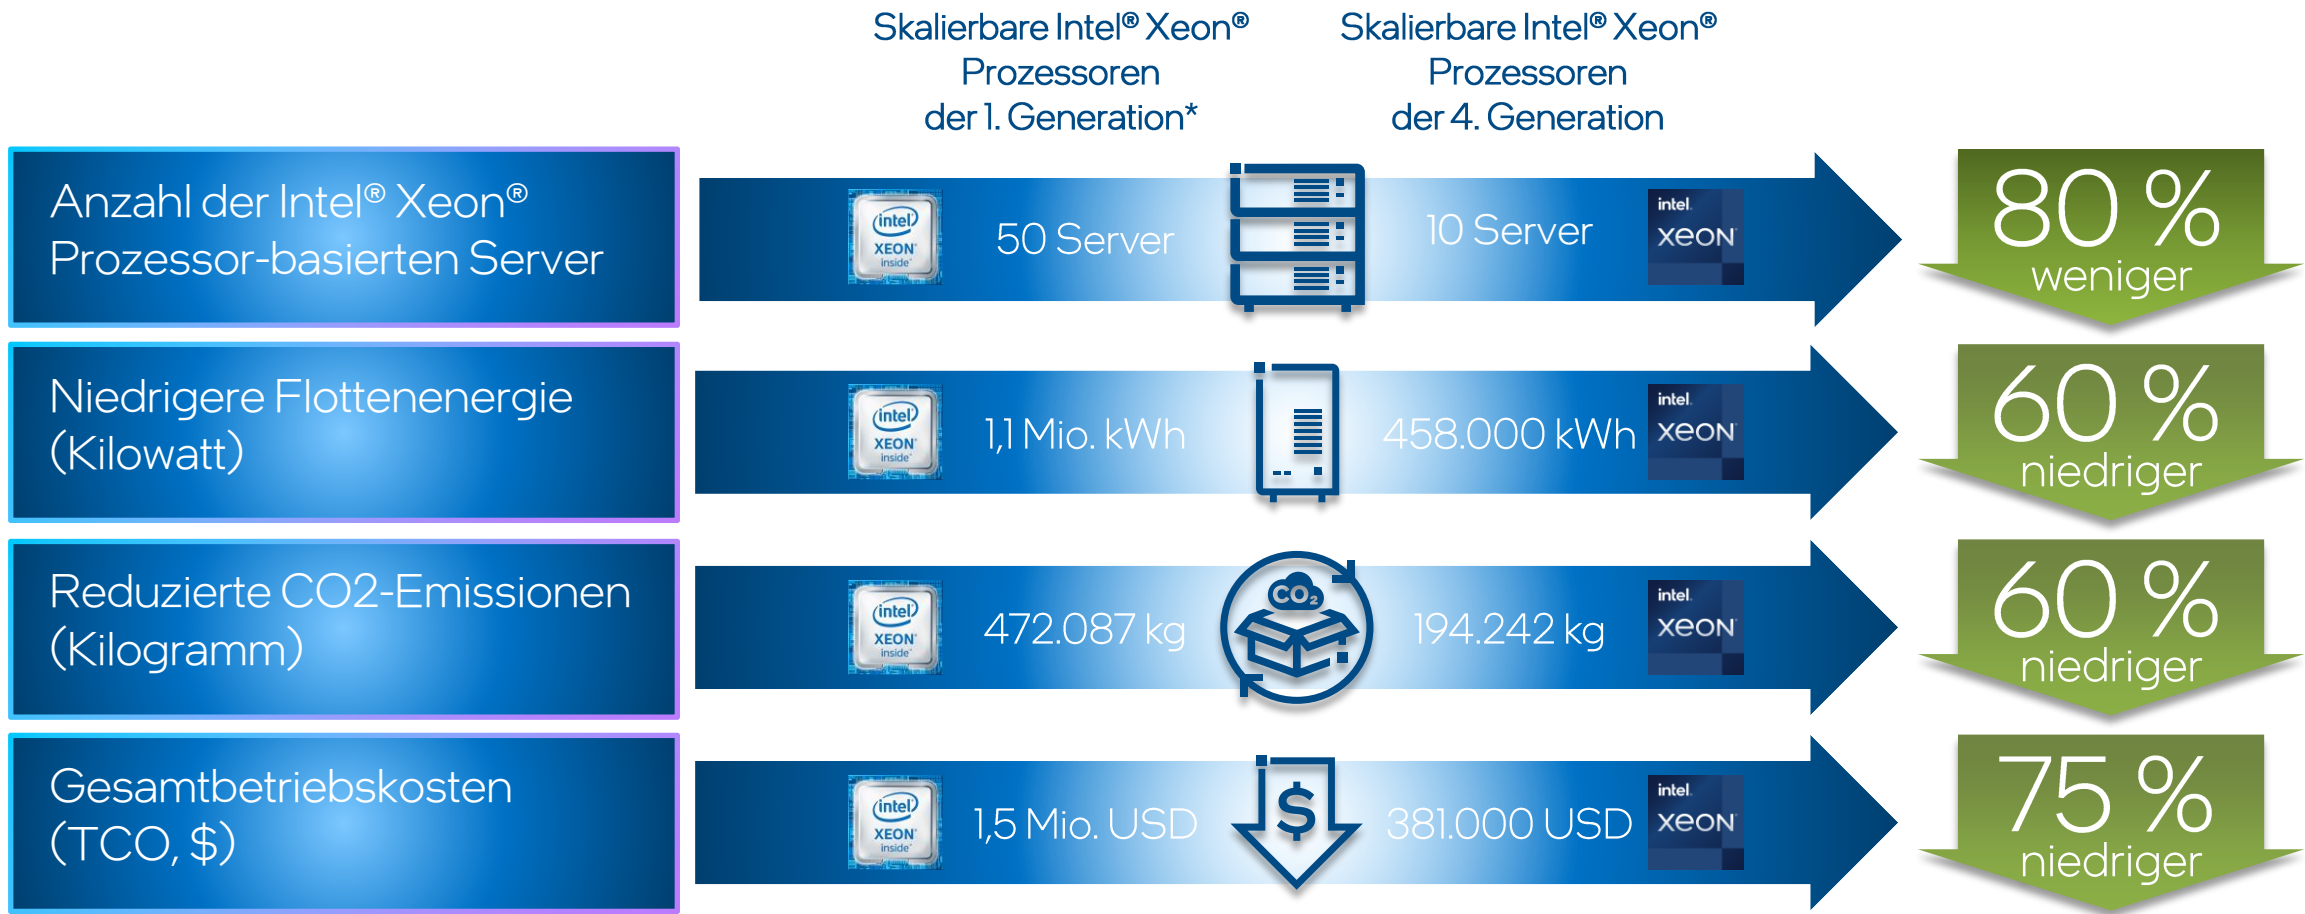 Skalierbare Intel® Xeon®
Prozessoren
der 1. Generation*
Skalierbare Intel® Xeon®
Prozessoren
der 4. Generation
Anzahl der Intel® Xeon®
Prozessor-basierten Server
intel
XEON
inside
50 Server
10 Server
intel.
xeon
80 %
weniger
Niedrigere Flottenenergie
(Kilowatt)
intel
XEON
inside
1,1 Mio. kWh
458.000 kWh
intel.
xeon
60 %
niedriger
Reduzierte CO2-Emissionen
(Kilogramm)
intel
XEON
inside
472.087 kg
CO₂
194.242 kg
intel.
xeon
60 %
niedriger
Gesamtbetriebskosten
(TCO, $)
intel
XEON
inside
1,5 Mio. USD
$
381.000 USD
intel.
xeon
75 %
niedriger